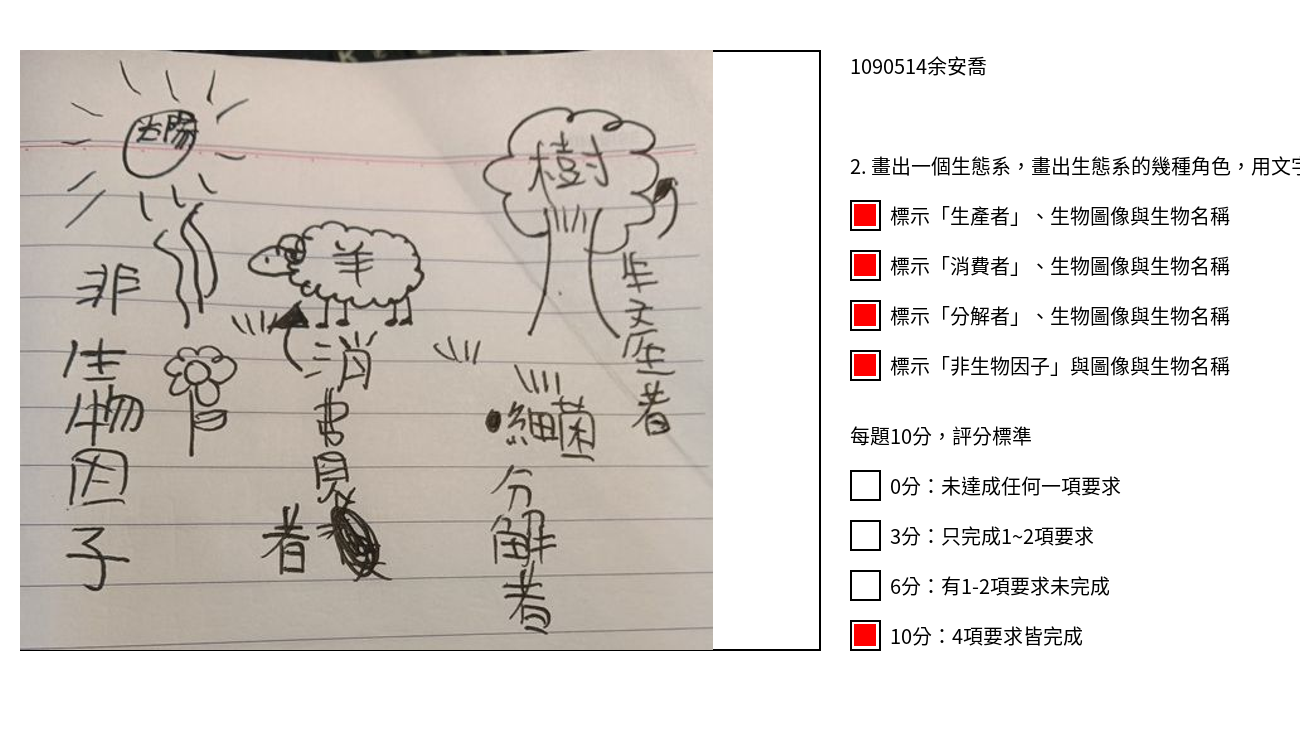 太陽
樹
羊
非生物因子
消費者
生產者
細菌
分解者
1090514余安喬
2. 畫出一個生態系，畫出生態系的幾種角色，用文字
標示「生產者」、生物圖像與生物名稱
標示「消費者」、生物圖像與生物名稱
標示「分解者」、生物圖像與生物名稱
標示「非生物因子」與圖像與生物名稱
每題10分，評分標準
0分：未達成任何一項要求
3分：只完成1~2項要求
6分：有1-2項要求未完成
10分：4項要求皆完成